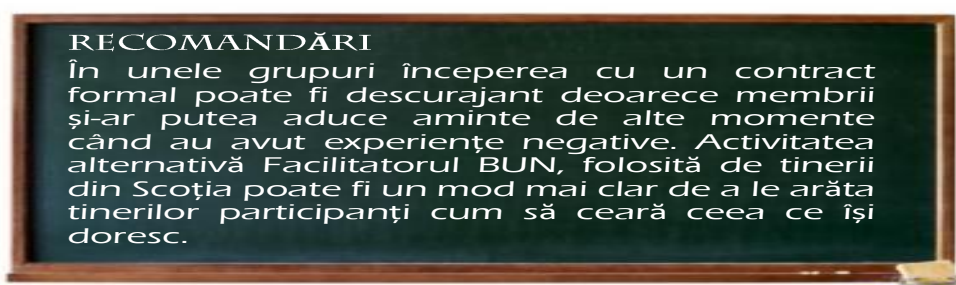 RECOMANDĂRI
În unele grupuri începerea cu un contract
formal poate fi descurajant deoarece membrii
și-ar putea aduce aminte de alte momente
când au avut experiențe negative. Activitatea
alternativă Facilitatorul BUN, folosită de tinerii
din Scoția poate fi un mod mai clar de a le arăta
tinerilor participanți cum să ceară ceea ce își
doresc.